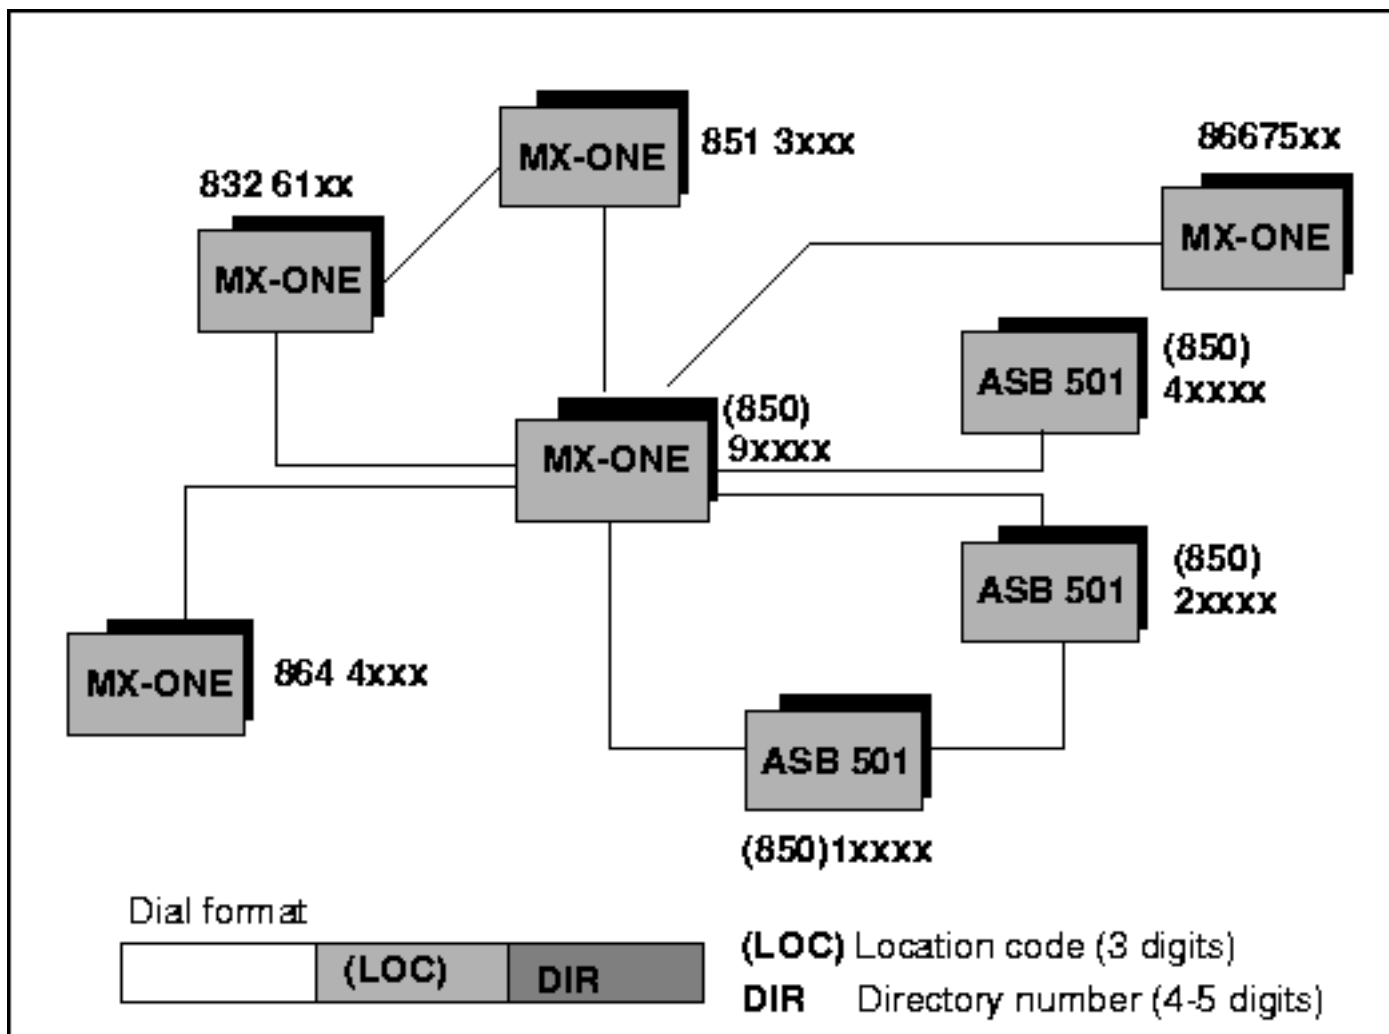 851 3xxx
MX-ONE
86675xx
832 61xx
MX-ONE
MX-ONE
(850)
4xxxx
ASB 501
(850)
9xxxx
MX-ONE
(850)
2xxxx
ASB 501
MX-ONE
864 4xxx
ASB 501
(850)1xxxx
Dial format
(LOC)
DIR
(LOC) Location code (3 digits)
DIR Directory number (4-5 digits)